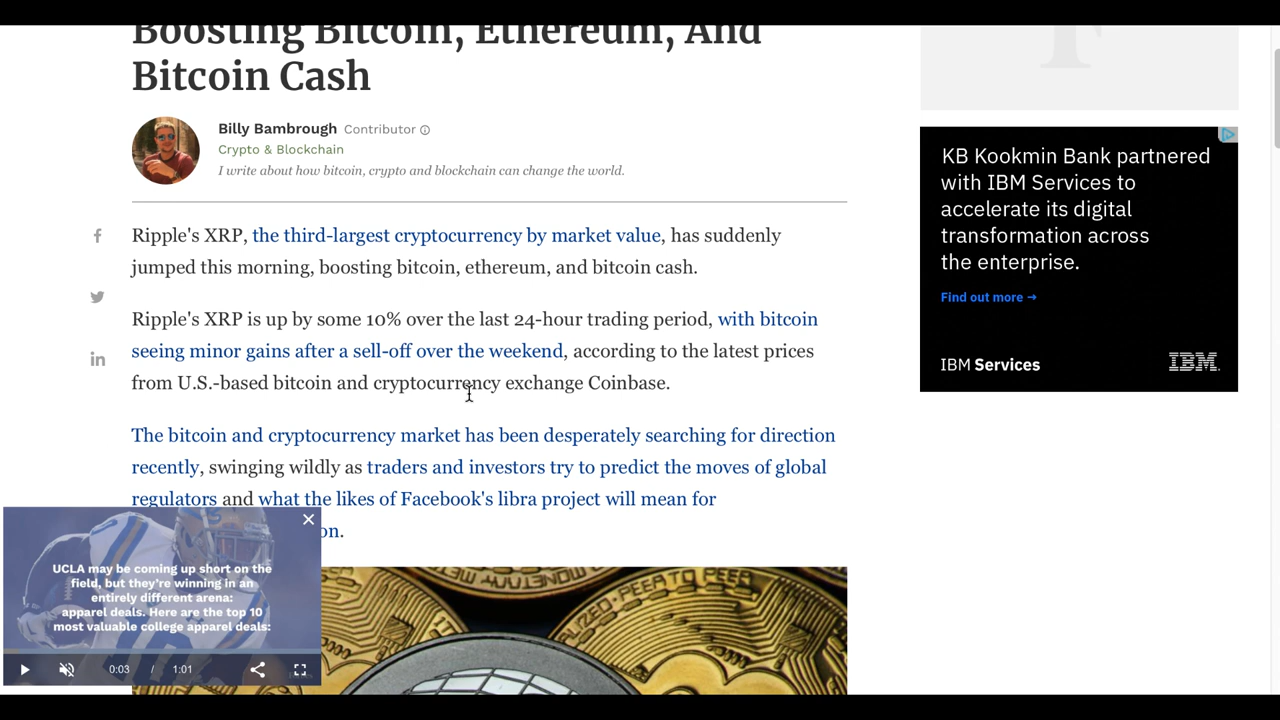 Boosting Bitcoin, Ethereum, And
Bitcoin Cash
Billy Bambrough Contributor
Crypto & Blockchain
I write about how bitcoin, crypto and blockchain can change the world.
Ripple's XRP, the third-largest cryptocurrency by market value, has suddenly
jumped this morning, boosting bitcoin, ethereum, and bitcoin cash.
Ripple's XRP is up by some 10% over the last 24-hour trading period, with bitcoin
seeing minor gains after a sell-off over the weekend, according to the latest prices
from U.S.-based bitcoin and cryptocurrency exchange Coinbase.
The bitcoin and cryptocurrency market has been desperately searching for direction
recently, swinging wildly as traders and investors try to predict the moves of global
regulators and what the likes of Facebook's libra project will mean for
on.
UCLA may be coming up short on the
field, but they're winning in an
entirely different arena:
apparel deals. Here are the top 10
most valuable college apparel deals:
0:03 / 1:01
KB Kookmin Bank partnered
with IBM Services to
accelerate its digital
transformation across
the enterprise.
Find out more →
IBM Services IBM